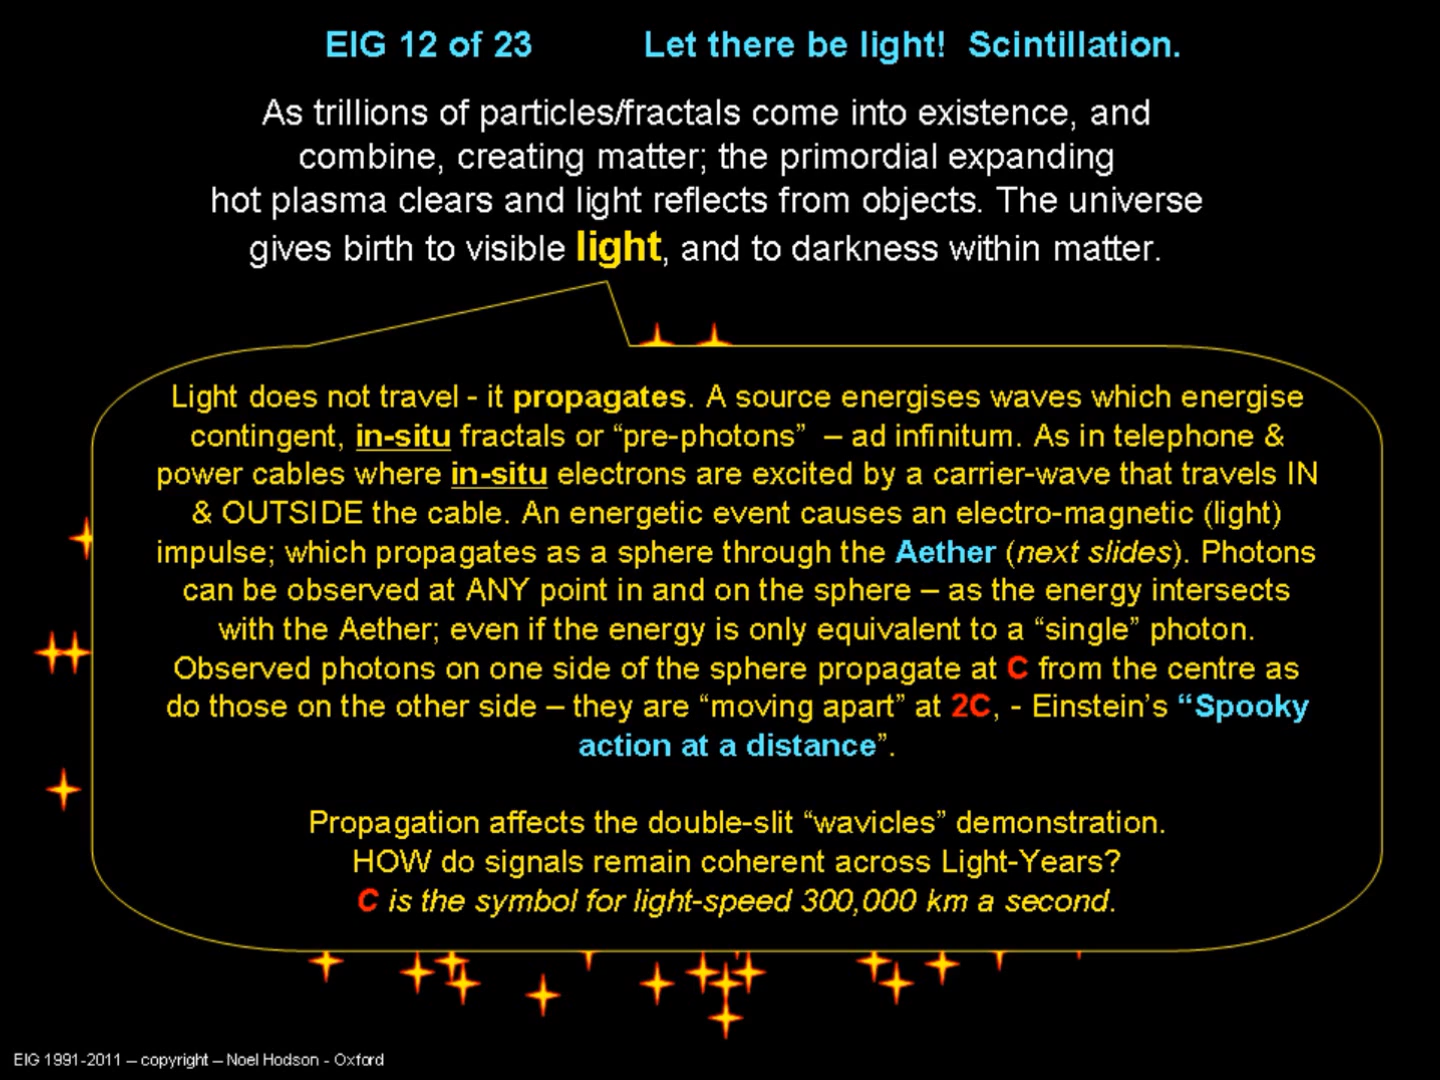 EIG 12 of 23 Let there be light! Scintillation.
As trillions of particles/fractals come into existence, and
combine, creating matter; the primordial expanding
hot plasma clears and light reflects from objects. The universe
gives birth to visible light, and to darkness within matter.
Light does not travel - it propagates. A source energises waves which energise
contingent, in-situ fractals or “pre-photons” – ad infinitum. As in telephone &
power cables where in-situ electrons are excited by a carrier-wave that travels IN
& OUTSIDE the cable. An energetic event causes an electro-magnetic (light)
impulse; which propagates as a sphere through the Aether (next slides). Photons
can be observed at ANY point in and on the sphere – as the energy intersects
with the Aether; even if the energy is only equivalent to a “single” photon.
Observed photons on one side of the sphere propagate at C from the centre as
do those on the other side – they are “moving apart” at 2C, - Einstein’s “Spooky
action at a distance”.
Propagation affects the double-slit “wavicles” demonstration.
HOW do signals remain coherent across Light-Years?
C is the symbol for light-speed 300,000 km a second.
EIG 1991-2011 – copyright – Noel Hodson - Oxford